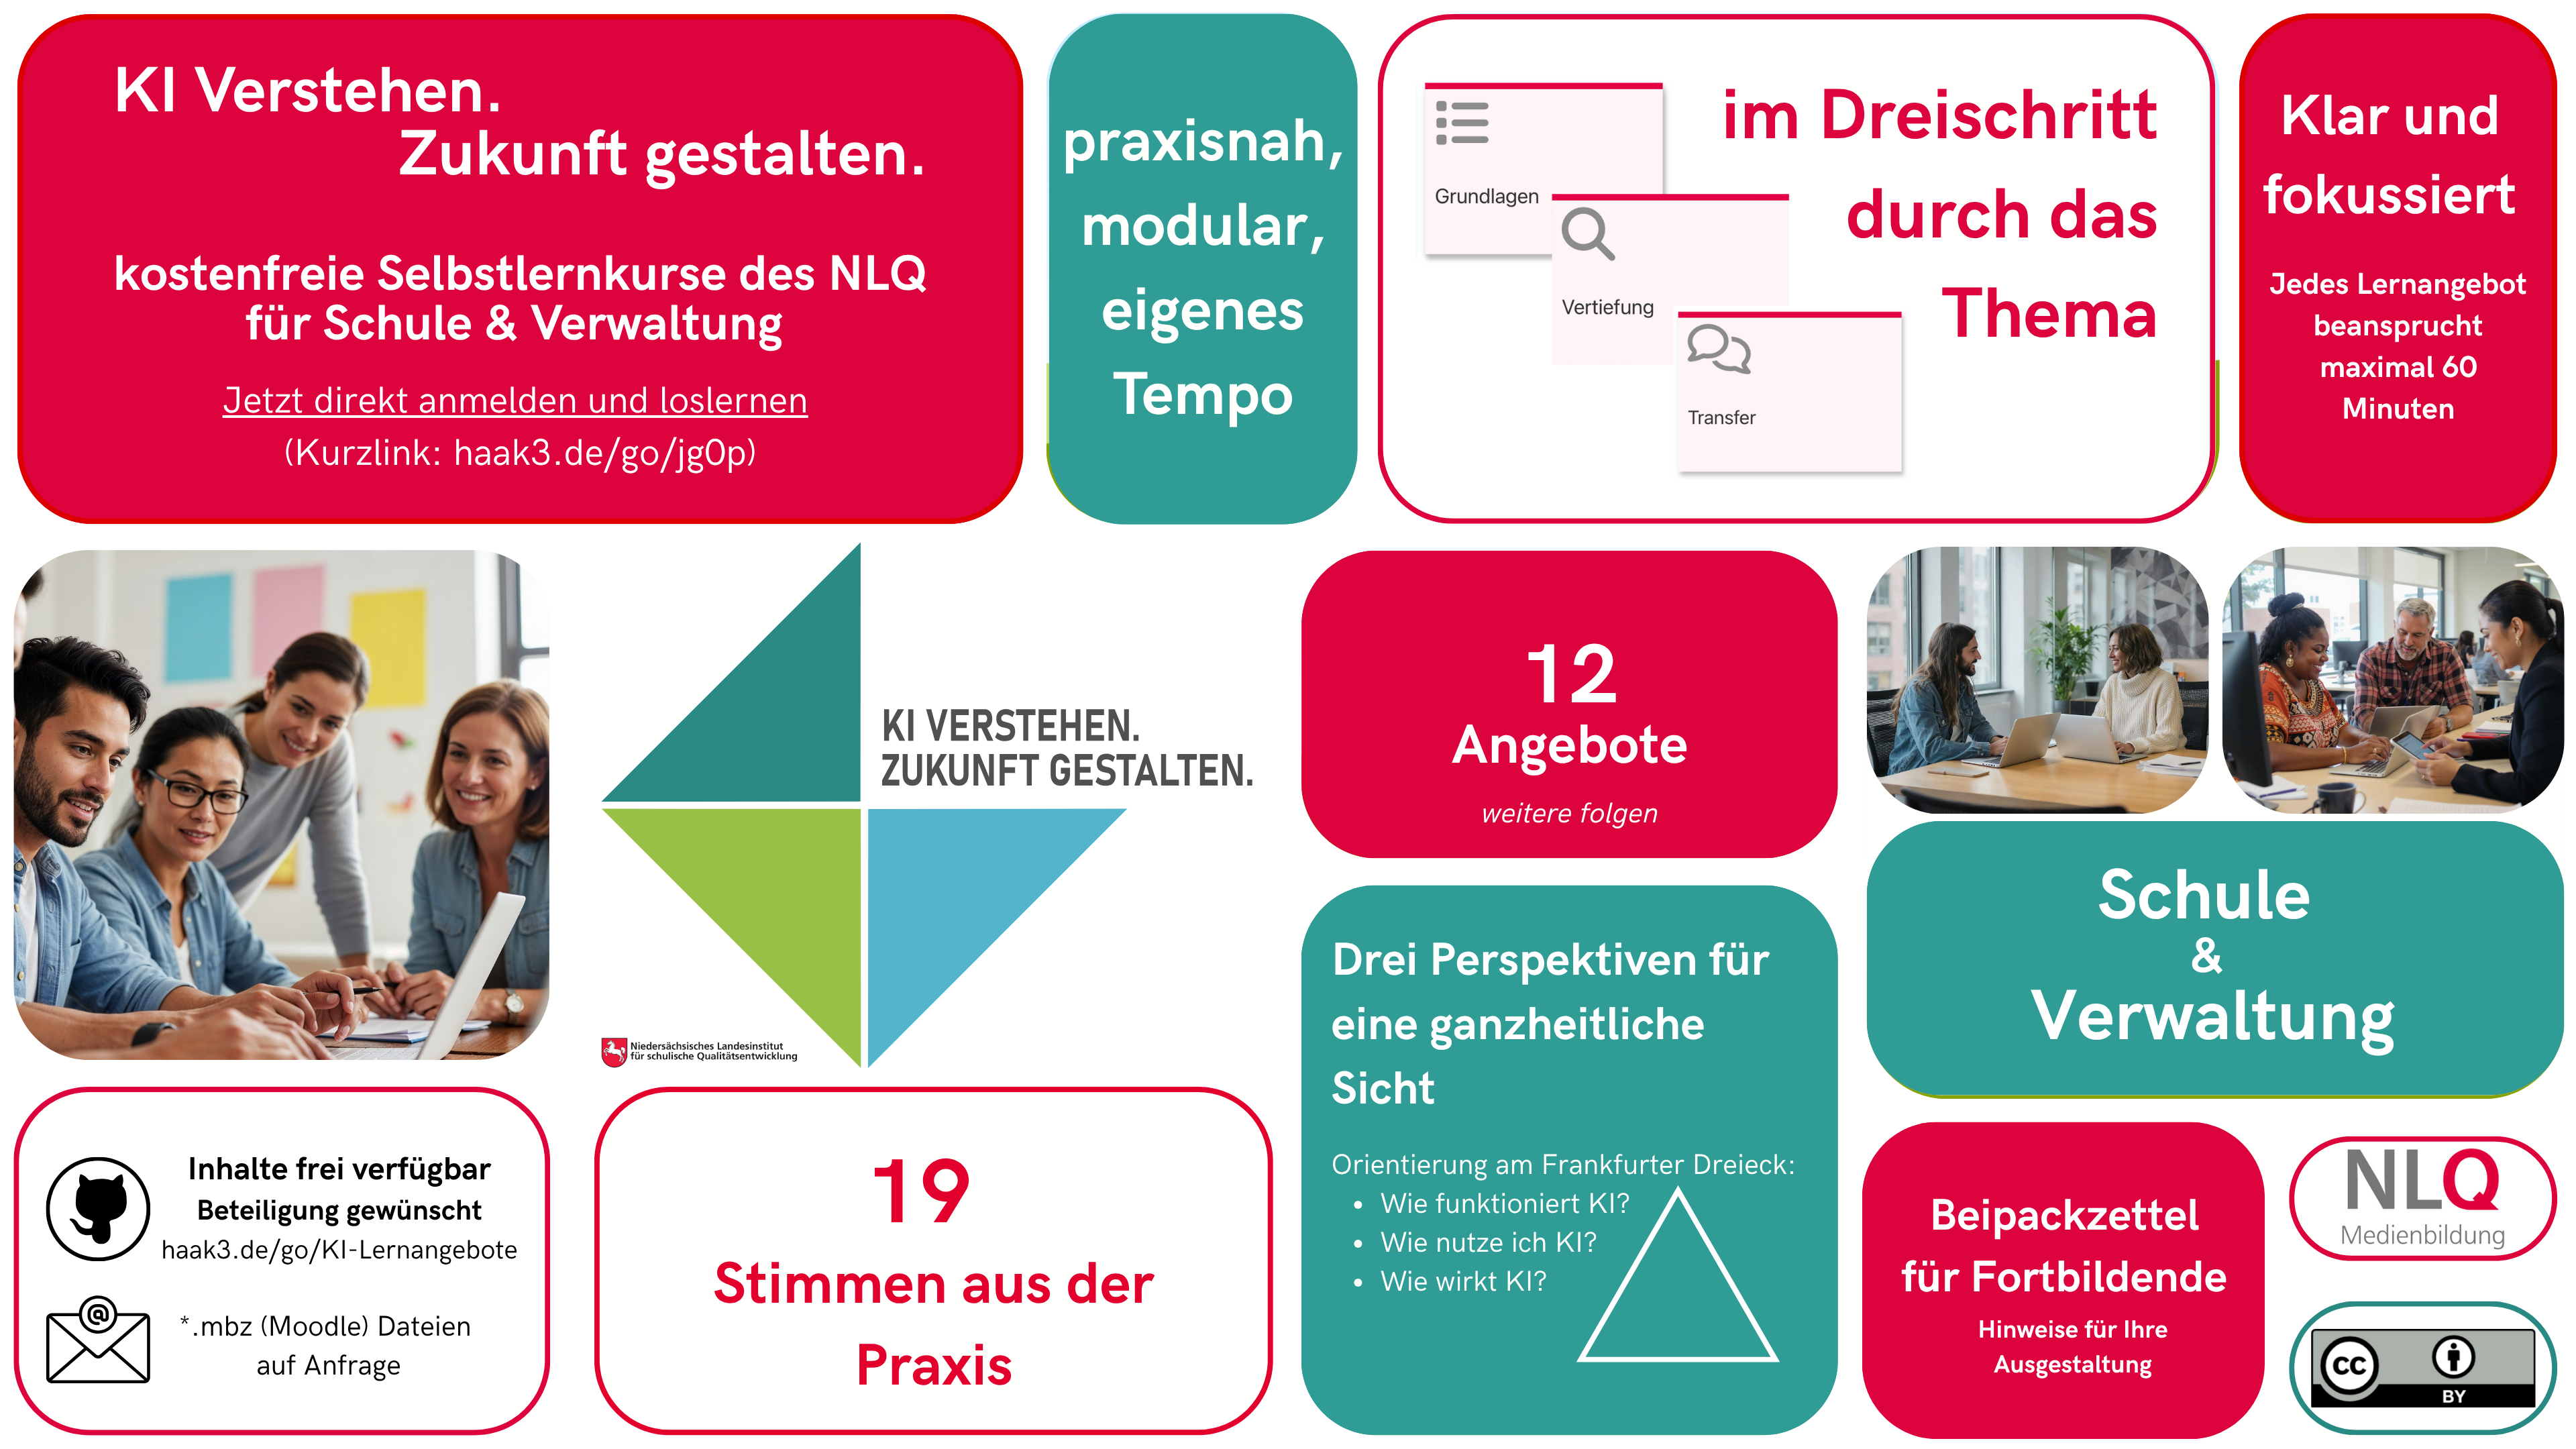 KI Verstehen.
Zukunft gestalten.
kostenfreie Selbstlernkurse des NLQ
für Schule & Verwaltung
Jetzt direkt anmelden und loslernen
(Kurzlink: haak3.de/go/jg0p)
praxisnah,
modular,
eigenes
Tempo
Grundlagen
Vertiefung
Transfer
im Dreischritt
durch das
Thema
Klar und
fokussiert
Jedes Lernangebot
beansprucht
maximal 60
Minuten
KI VERSTEHEN.
ZUKUNFT GESTALTEN.
Niedersächsisches Landesinstitut
für schulische Qualitätsentwicklung
12
Angebote
weitere folgen
Schule
&
Verwaltung
Drei Perspektiven für
eine ganzheitliche
Sicht
Orientierung am Frankfurter Dreieck:
• Wie funktioniert KI?
• Wie nutze ich KI?
• Wie wirkt KI?
Inhalte frei verfügbar
Beteiligung gewünscht
haak3.de/go/KI-Lernangebote
@
*.mbz (Moodle) Dateien
auf Anfrage
19
Stimmen aus der
Praxis
Beipackzettel
für Fortbildende
Hinweise für Ihre
Ausgestaltung
NLQ
Medienbildung
cc
BY